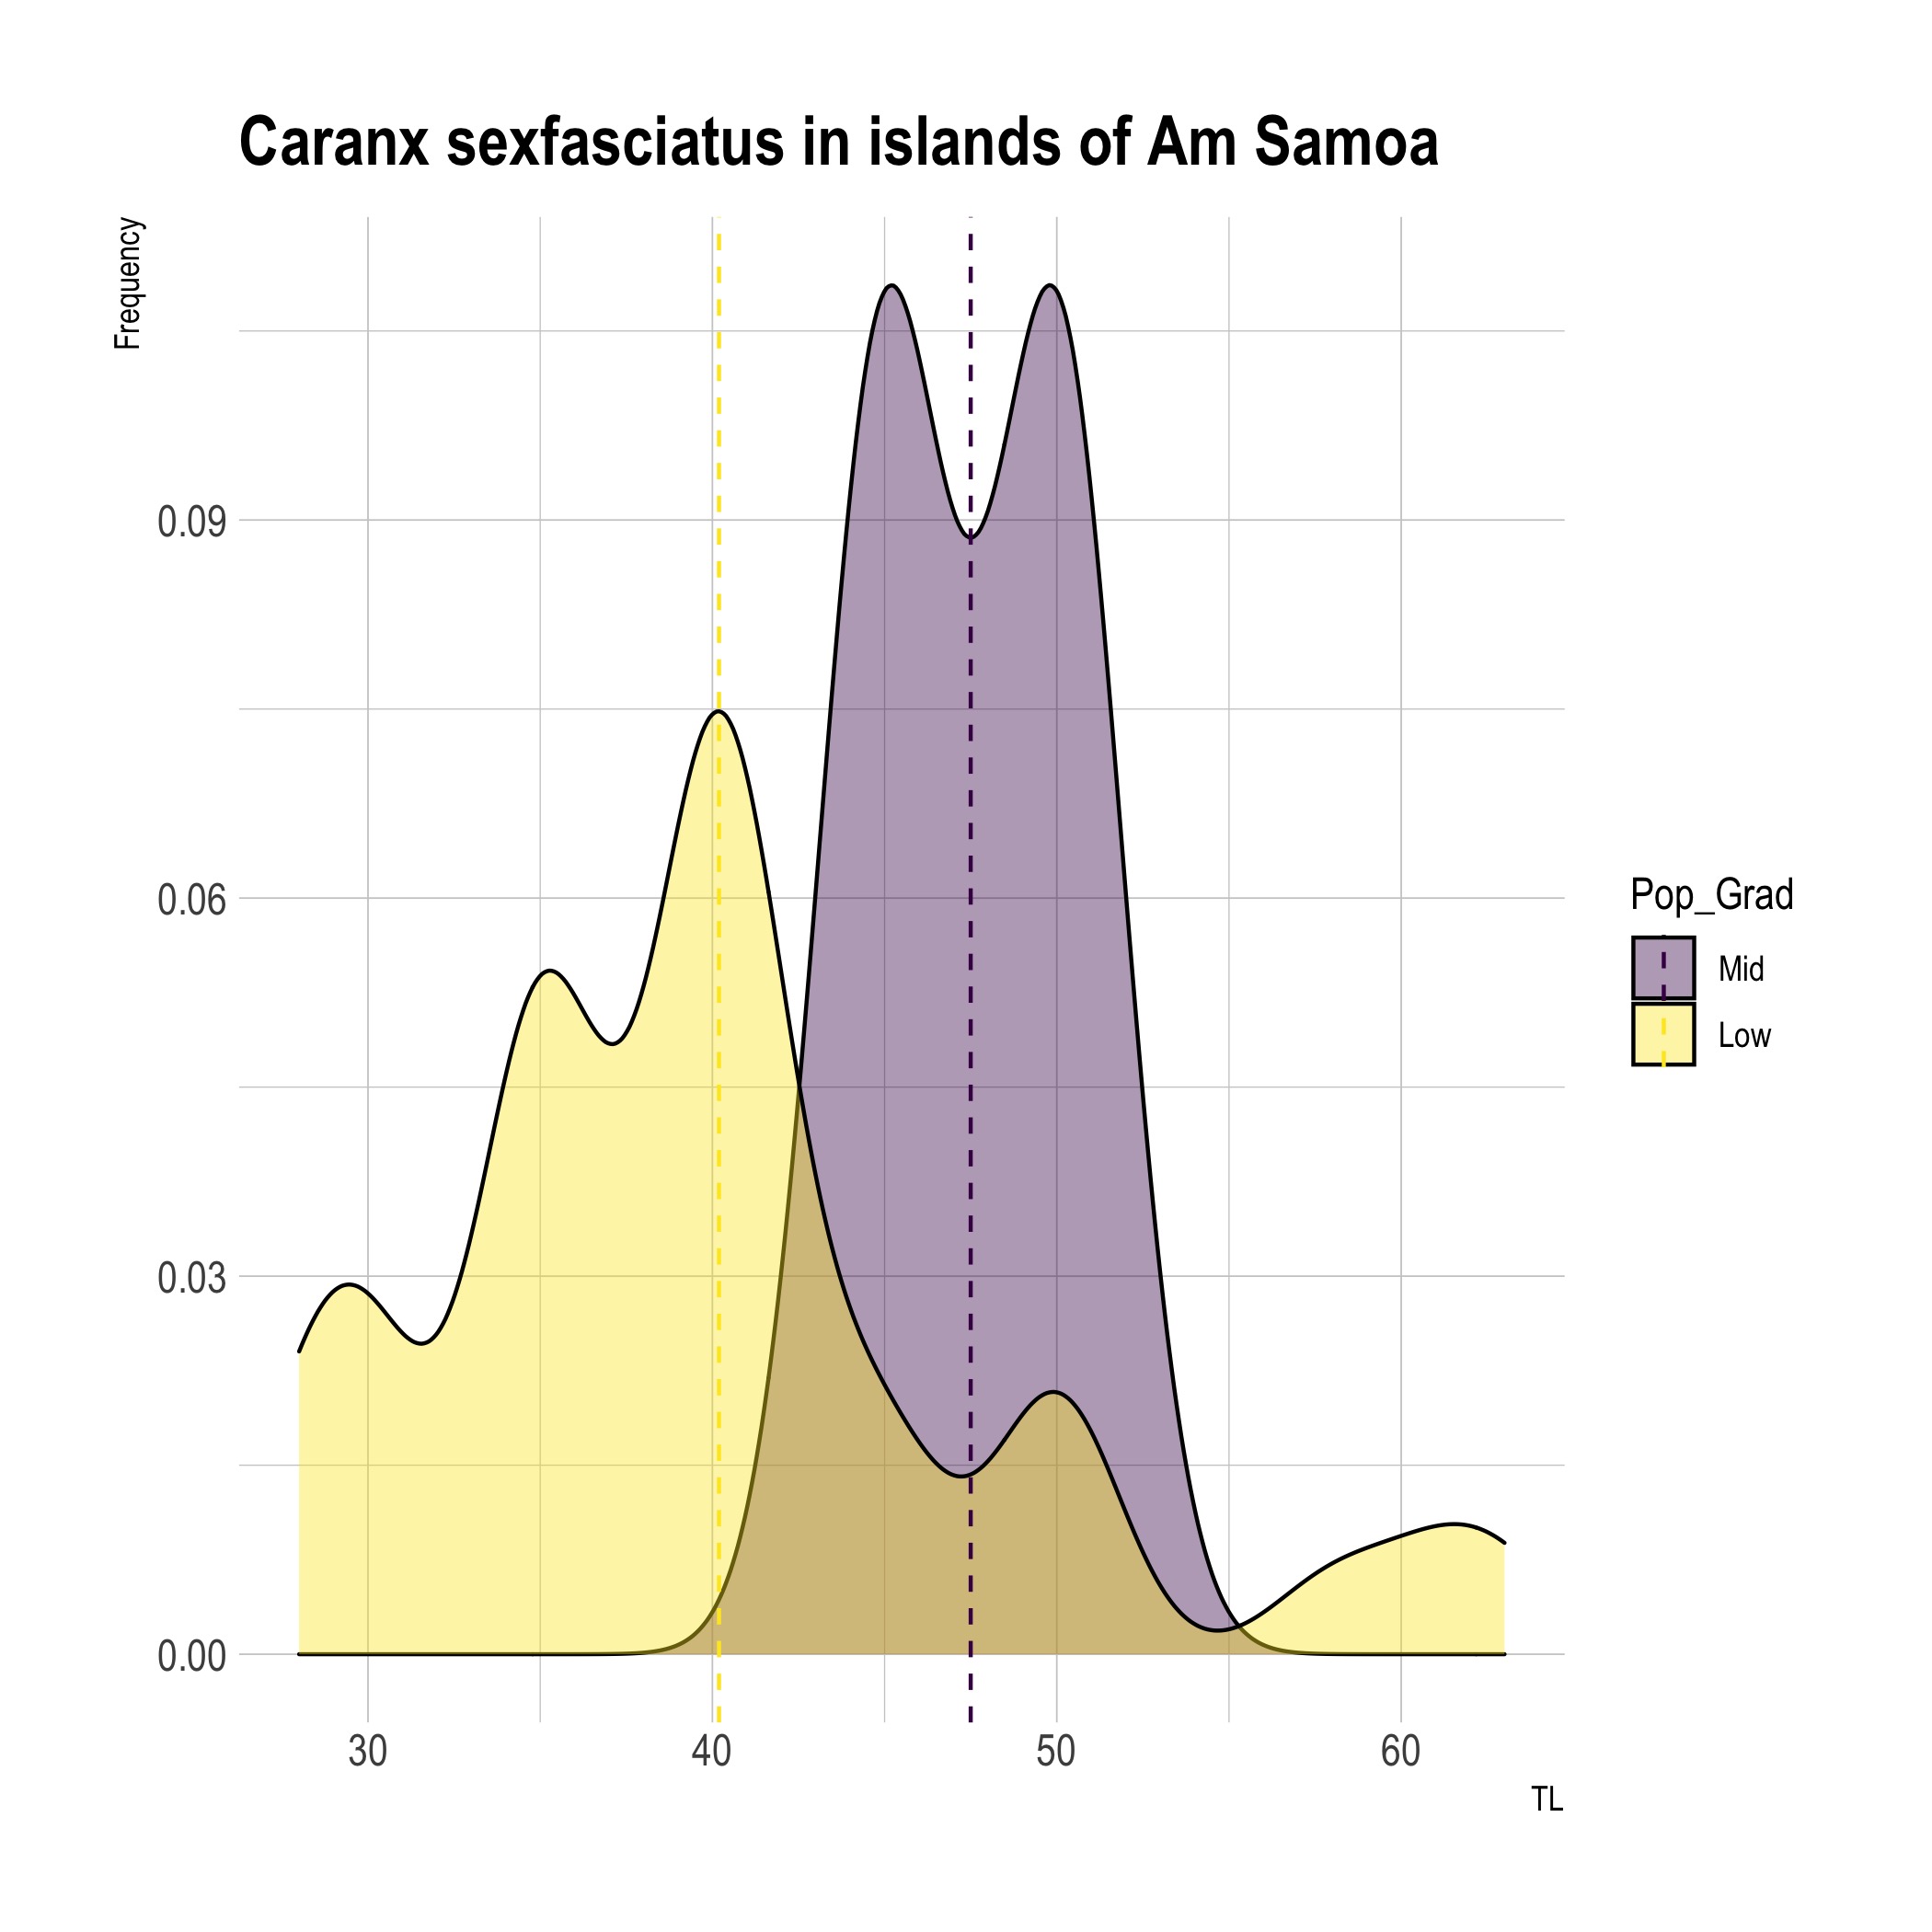 Caranx sexfasciatus in islands of Am Samoa
Frequency
0.09
0.06
0.03
0.00
30 40 50 60
TL
Pop_Grad
Mid
Low